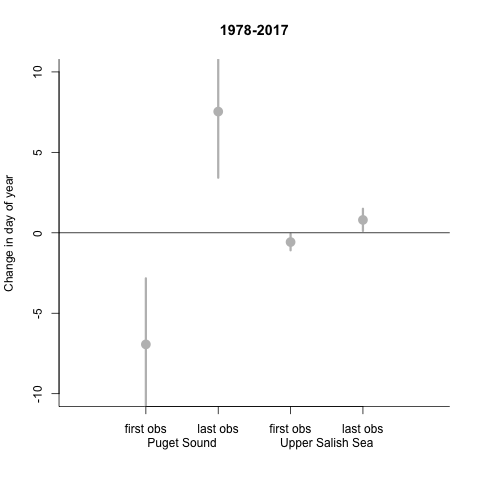 1978-2017
Change in day of year
10
5
0
-5
-10
first obs last obs first obs last obs
Puget Sound Upper Salish Sea